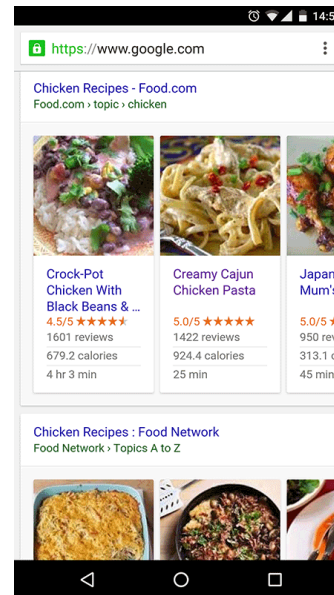 14:5
https://www.google.com
Chicken Recipes - Food.com
Food.com › topic › chicken
Crock-Pot
Chicken With
Black Beans & ...
4.5/5
1601 reviews
679.2 calories
4 hr 3 min
Creamy Cajun
Chicken Pasta
5.0/5
1422 reviews
924.4 calories
25 min
Japan
Mum's
5.0/5
950 rev
313.1 c
45 min
Chicken Recipes : Food Network
Food Network › Topics A to Z